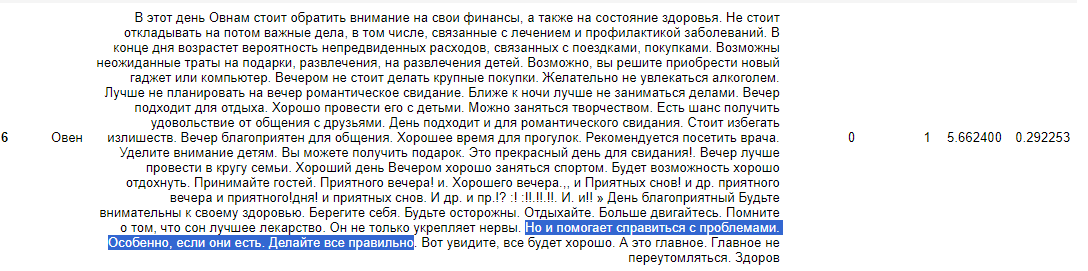 В этот день Овнам стоит обратить внимание на свои финансы, а также на состояние здоровья. Не стоит
откладывать на потом важные дела, в том числе, связанные с лечением и профилактикой заболеваний. В
конце дня возрастет вероятность непредвиденных расходов, связанных с поездками, покупками. Возможны
неожиданные траты на подарки, развлечения, на развлечения детей. Возможно, вы решите приобрести новый
гаджет или компьютер. Вечером не стоит делать крупные покупки. Желательно не увлекаться алкоголем.
Лучше не планировать на вечер романтическое свидание. Ближе к ночи лучше не заниматься делами. Вечер
подходит для отдыха. Хорошо провести его с детьми. Можно заняться творчеством. Есть шанс получить
удовольствие от общения с друзьями. День подходит и для романтического свидания. Стоит избегать
6 Овен излишеств. Вечер благоприятен для общения. Хорошее время для прогулок. Рекомендуется посетить врача. 0 1 5.662400 0.292253
Уделите внимание детям. Вы можете получить подарок. Это прекрасный день для свидания!. Вечер лучше
провести в кругу семьи. Хороший день Вечером хорошо заняться спортом. Будет возможность хорошо
отдохнуть. Принимайте гостей. Приятного вечера! и. Хорошего вечера.,, и Приятных снов! и др. приятного
вечера и приятного!дня! и приятных снов. И др. и пр.!? :! :!!.!!.!!. И. и!! » День благоприятный Будьте
внимательны к своему здоровью. Берегите себя. Будьте осторожны. Отдыхайте. Больше двигайтесь. Помните
о том, что сон лучшее лекарство. Он не только укрепляет нервы. Но и помогает справиться с проблемами.
Особенно, если они есть. Делайте все правильно. Вот увидите, все будет хорошо. А это главное. Главное не
переутомляться. Здоров